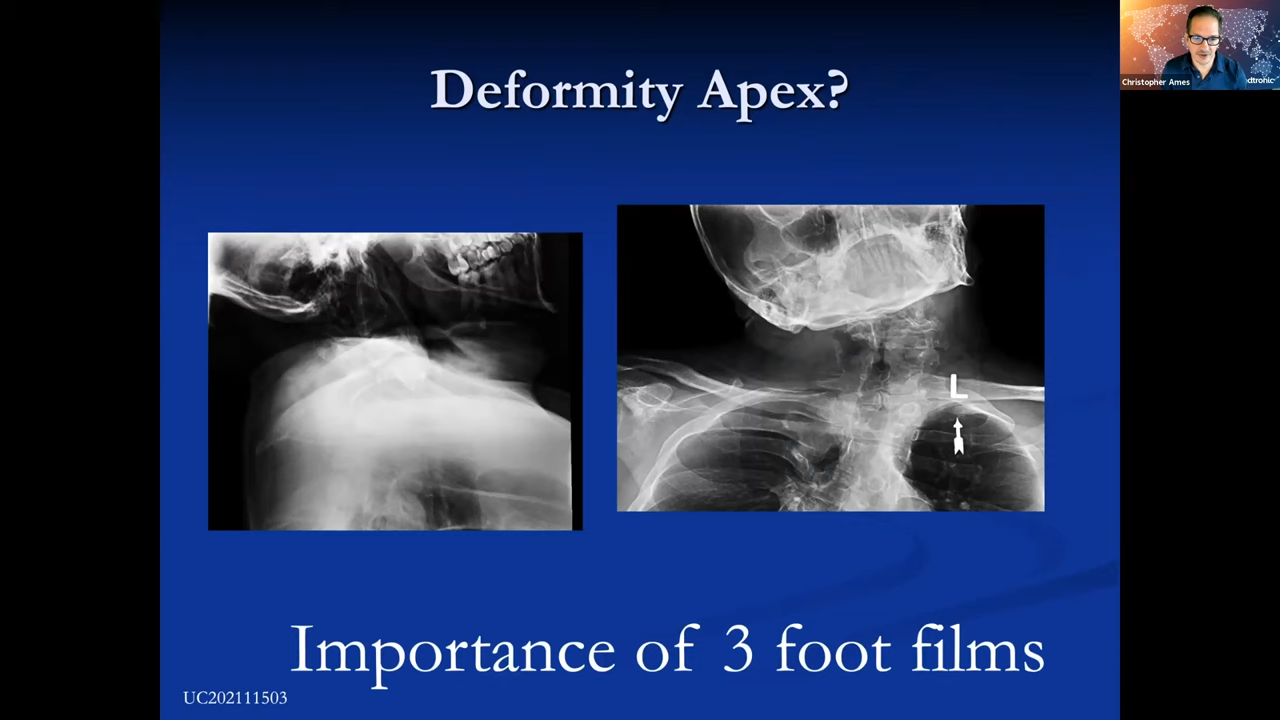 Deformity Apex?
L
Importance of 3 foot films
UC202111503
Christopher Ames
dtronic